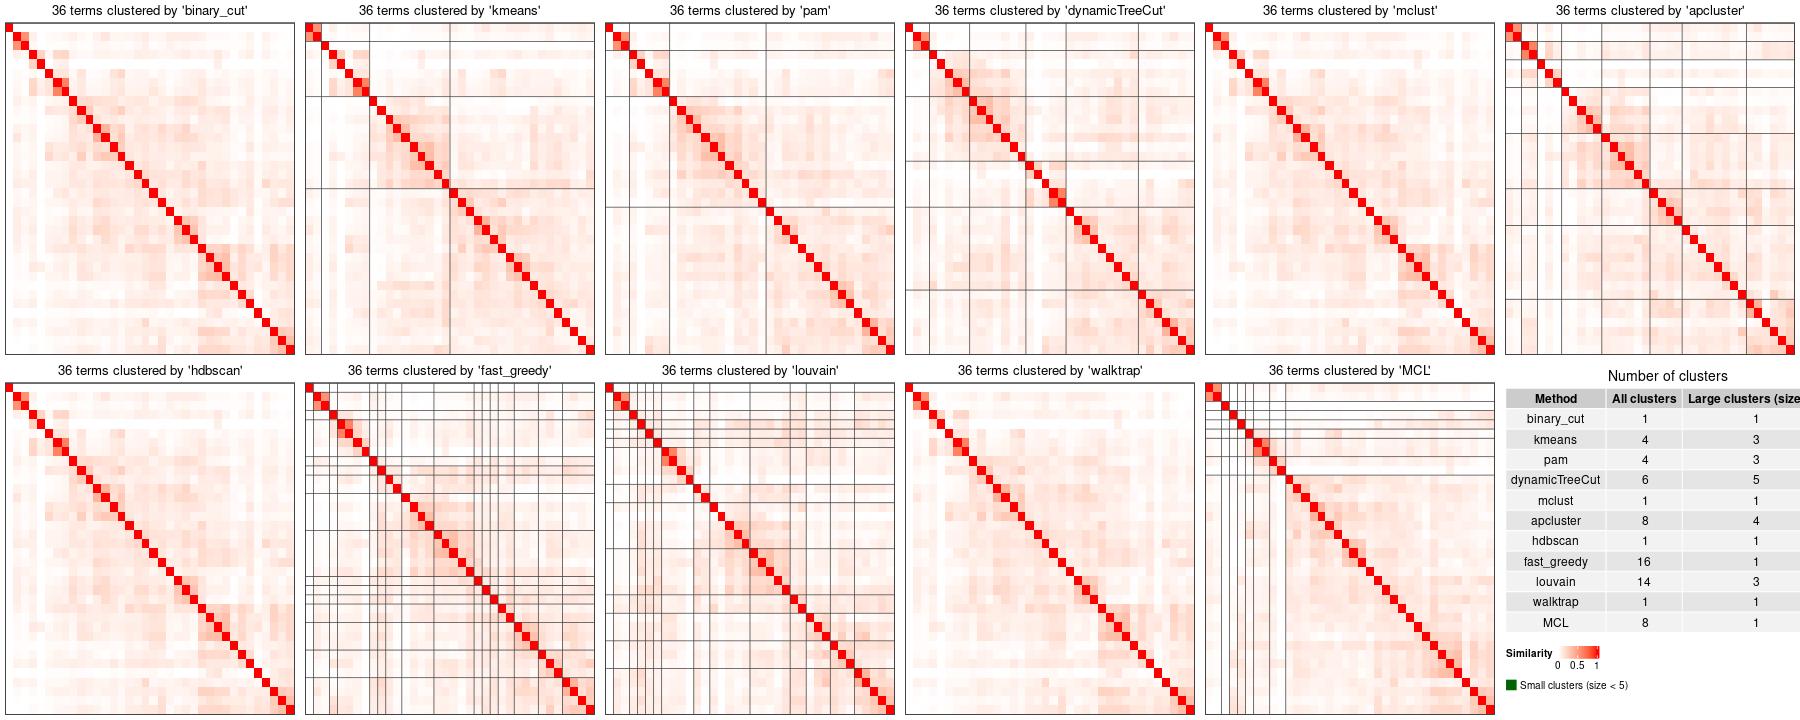 36 terms clustered by 'binary_cut'
36 terms clustered by 'kmeans'
36 terms clustered by 'pam'
36 terms clustered by 'dynamicTreeCut'
36 terms clustered by 'mclust'
36 terms clustered by 'apcluster'
36 terms clustered by 'hdbscan'
36 terms clustered by 'fast_greedy'
36 terms clustered by 'louvain'
36 terms clustered by 'walktrap'
36 terms clustered by 'MCL'
Number of clusters
Method All clusters Large clusters (size
binary_cut 1 1
kmeans 4 3
pam 4 3
dynamicTreeCut 6 5
mclust 1 1
apcluster 8 4
hdbscan 1 1
fast_greedy 16 1
louvain 14 3
walktrap 1 1
MCL 8 1
Similarity
0 0.5 1
Small clusters (size < 5)